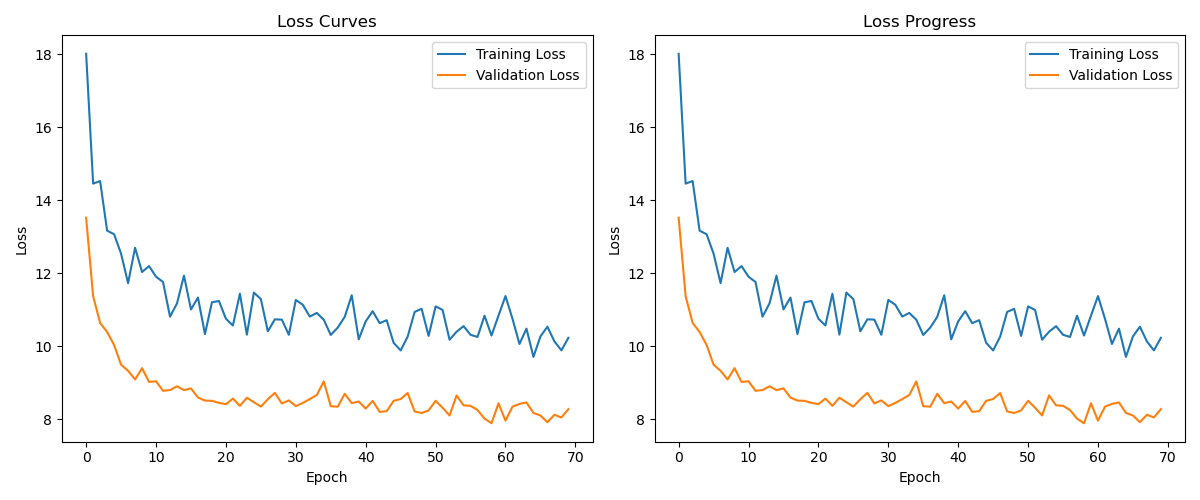 Loss Curves
Training Loss
Validation Loss
18
16
14
12
10
8
Loss
0 10 20 30 40 50 60 70
Epoch
Loss Progress
Training Loss
Validation Loss
18
16
14
12
10
8
Loss
0 10 20 30 40 50 60 70
Epoch